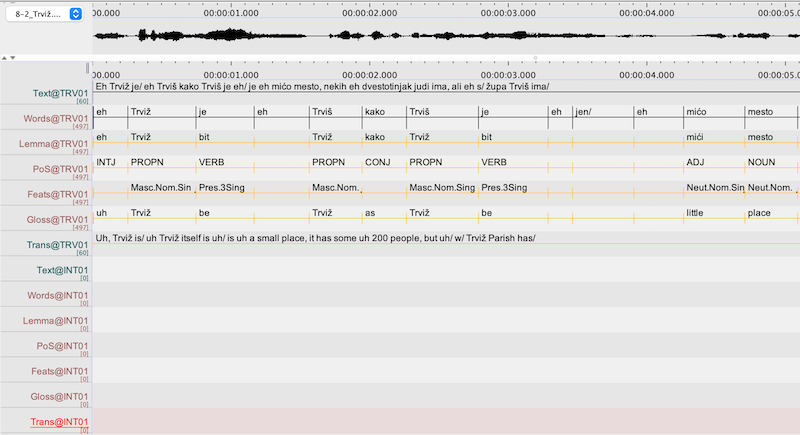 8-2_Trviž....
00.000 00:00:01.000 00:00:02.000 00:00:03.000 00:00:04.000 00:00:05.0
00.000 00:00:01.000 00:00:02.000 00:00:03.000 00:00:04.000 00:00:05.0
Text@TRV01 [60] Eh Trviž je/ eh Trviš kako Trviš je eh/ je eh mićo mesto, nekih eh dvestotinjak judi ima, ali eh s/ župa Trviš ima/
Words@TRV01 [497] eh Trviž je eh Trviš kako Trviš je eh jen/ eh mićo mesto
Lemma@TRV01 [497] eh Trviž bit Trviž kako Trviž bit mići mesto
PoS@TRV01 [497] INTJ PROPN VERB PROPN CONJ PROPN VERB ADJ NOUN
Feats@TRV01 [497] Masc.Nom.Sin Pres.3Sing Masc.Nom. Masc.Nom.Sing Pres.3Sing Neut.Nom.Sin Neut.Nom.
Gloss@TRV01 [497] uh Trviž be Trviž as Trviž be little place
Trans@TRV01 [60] Uh, Trviž is/ uh Trviž itself is uh/ is uh a small place, it has some uh 200 people, but uh/ w/ Trviž Parish has/
Text@INT01 [0]
Words@INT01 [0]
Lemma@INT01 [0]
PoS@INT01 [0]
Feats@INT01 [0]
Gloss@INT01 [0]
Trans@INT01 [0]